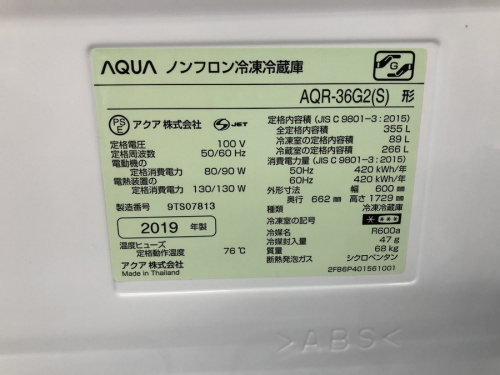 AQUA ノンフロン冷凍冷蔵庫
G
AQR-36G2(S) 形
PS
E
アクア株式会社 S JET
定格電圧 100 V
定格周波数 50/60 Hz
電動機の
定格消費電力 80/90 W
電熱装置の
定格消費電力 130/130 W
製造番号 9TS07813
2019 年製
温度ヒューズ
定格動作温度 76℃
アクア株式会社
Made in Thailand
定格内容積(JIS C 9801-3:2015)
全定格内容積 355 L
冷凍室の定格内容積 89 L
冷蔵室の定格内容積 266 L
消費電力量(JIS C 9801-3:2015)
50Hz 420 kWh/年
60Hz 420 kWh/年
外形寸法 幅 600 mm
奥行 662 mm 高さ 1729 mm
種類 冷凍冷蔵庫
冷凍室の記号
冷媒名 R600a
冷媒封入量 47 g
質量 68 kg
断熱発泡ガス シクロペンタン
2FB6P401561001
>ABS<